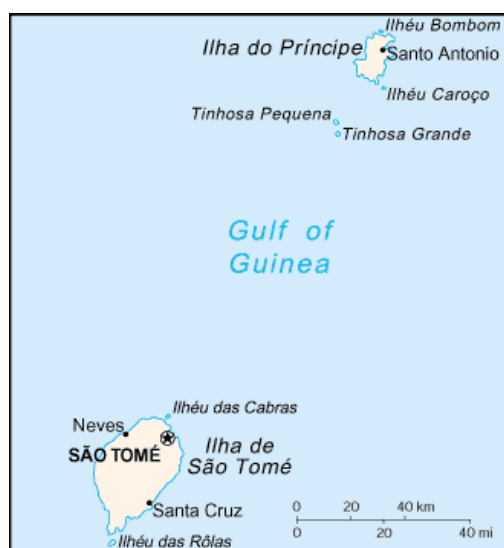 Ilhéu Bombom
Ilha do Príncipe
Santo Antonio
Ilhéu Caroço
Tinhosa Pequena
Tinhosa Grande
Gulf of
Guinea
Ilhéu das Cabras
Neves
Ilha de
SÃO TOMÉ
São Tomé
Santa Cruz
0 20 40 km
0 20 40 mi
Ilhéu das Rôlas